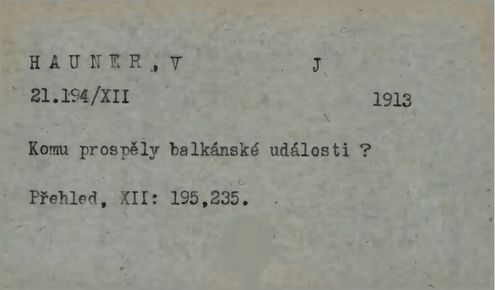 HAUNER, V J
21.194/XII 1913
Komu prospěly balkánské události ?
Přehled, XII: 195,235.